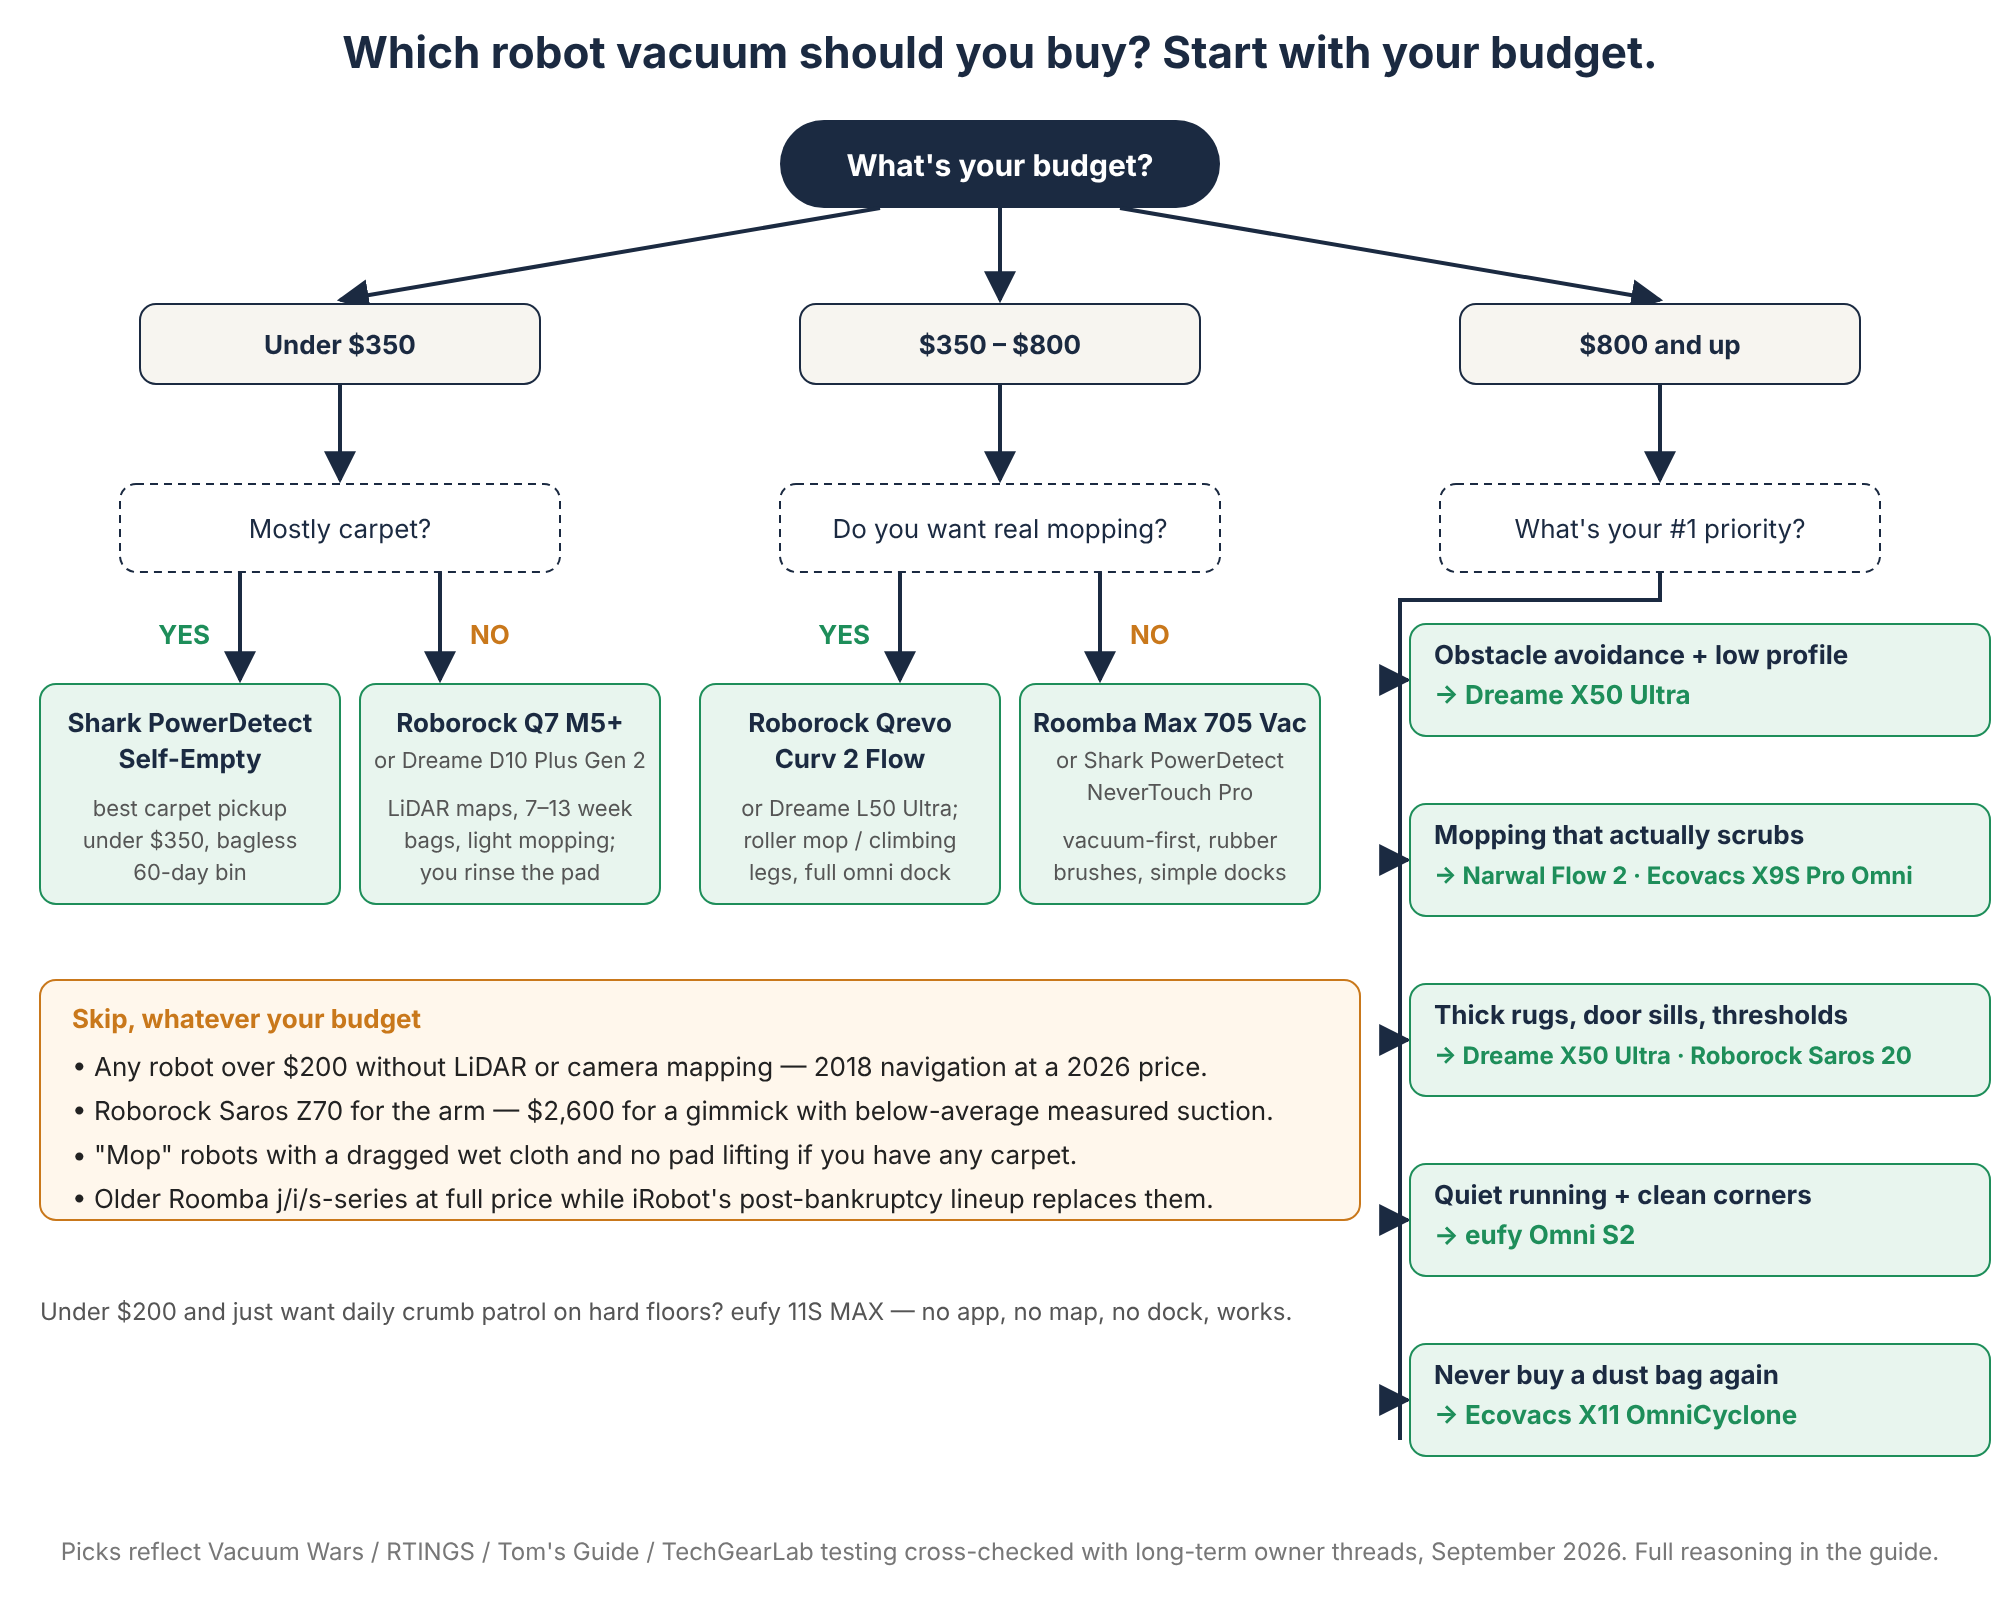 Which robot vacuum should you buy? Start with your budget.
What's your budget?
Under $350
$350 – $800
$800 and up
Mostly carpet?
Do you want real mopping?
What's your #1 priority?
YES
NO
YES
NO
Shark PowerDetect
Self-Empty
best carpet pickup
under $350, bagless
60-day bin
Roborock Q7 M5+
or Dreame D10 Plus Gen 2
LiDAR maps, 7–13 week
bags, light mopping;
you rinse the pad
Roborock Qrevo
Curv 2 Flow
or Dreame L50 Ultra;
roller mop / climbing
legs, full omni dock
Roomba Max 705 Vac
or Shark PowerDetect
NeverTouch Pro
vacuum-first, rubber
brushes, simple docks
Obstacle avoidance + low profile
→ Dreame X50 Ultra
Mopping that actually scrubs
→ Narwal Flow 2 · Ecovacs X9S Pro Omni
Thick rugs, door sills, thresholds
→ Dreame X50 Ultra · Roborock Saros 20
Quiet running + clean corners
→ eufy Omni S2
Never buy a dust bag again
→ Ecovacs X11 OmniCyclone
Skip, whatever your budget
• Any robot over $200 without LiDAR or camera mapping — 2018 navigation at a 2026 price.
• Roborock Saros Z70 for the arm — $2,600 for a gimmick with below-average measured suction.
• "Mop" robots with a dragged wet cloth and no pad lifting if you have any carpet.
• Older Roomba j/i/s-series at full price while iRobot's post-bankruptcy lineup replaces them.
Under $200 and just want daily crumb patrol on hard floors? eufy 11S MAX — no app, no map, no dock, works.
Picks reflect Vacuum Wars / RTINGS / Tom's Guide / TechGearLab testing cross-checked with long-term owner threads, September 2026. Full reasoning in the guide.